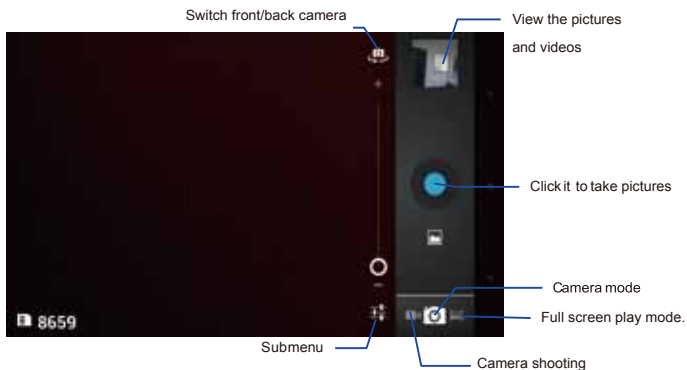 Switch front/back camera
View the pictures
and videos
Click it to take pictures
8659
Camera mode
Full screen play mode.
Submenu
Camera shooting